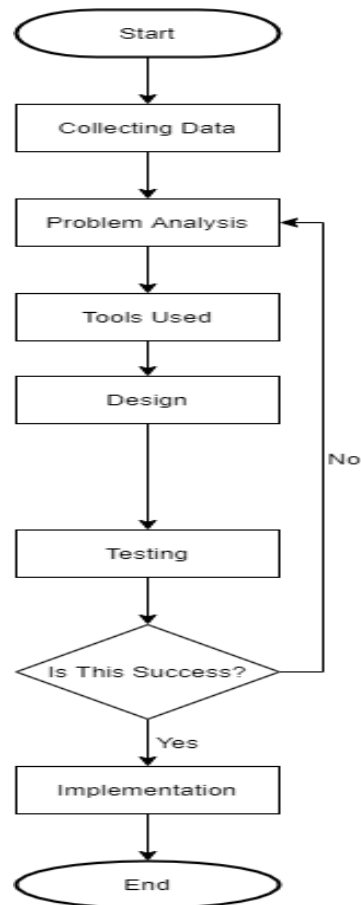 Start
Collecting Data
Problem Analysis
Tools Used
Design
No
Testing
Is This Success?
Yes
Implementation
End